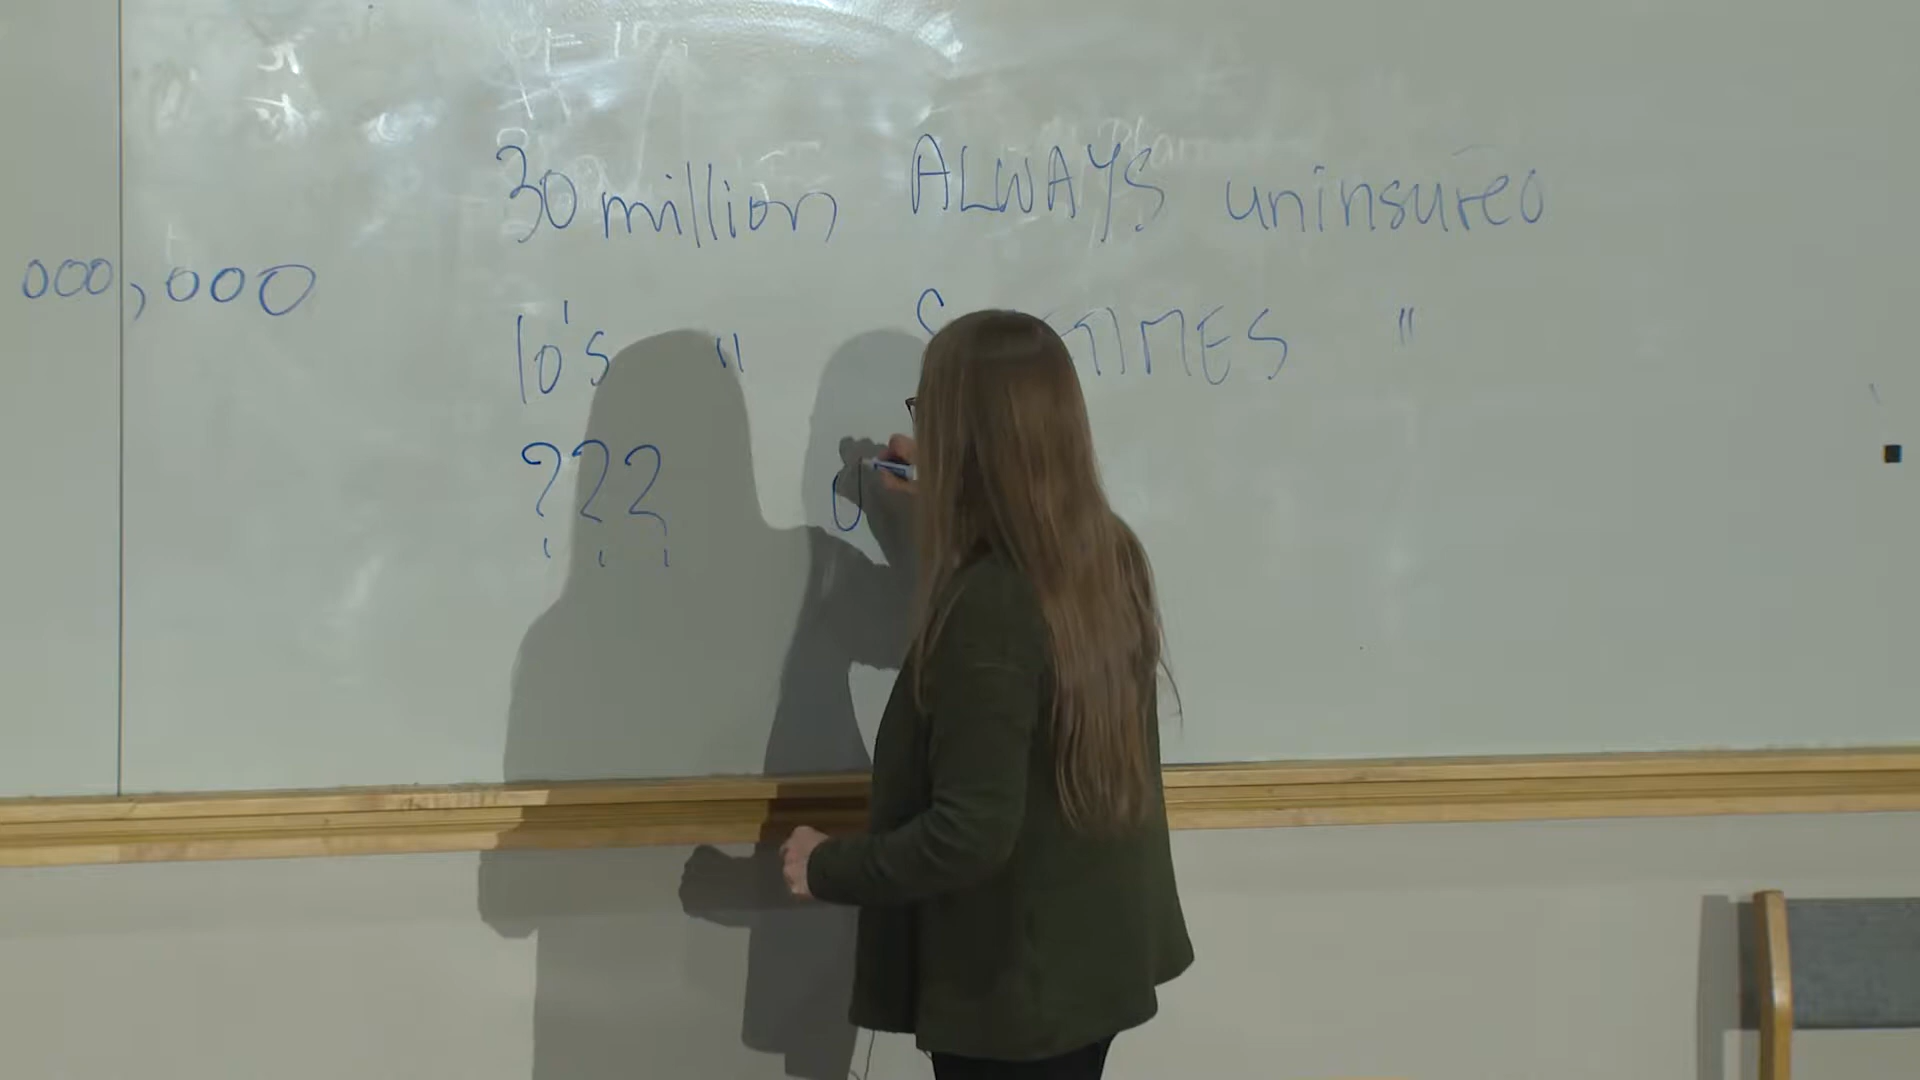 30 million ALWAYS uninsured
000,000
10's " TIMES "
???